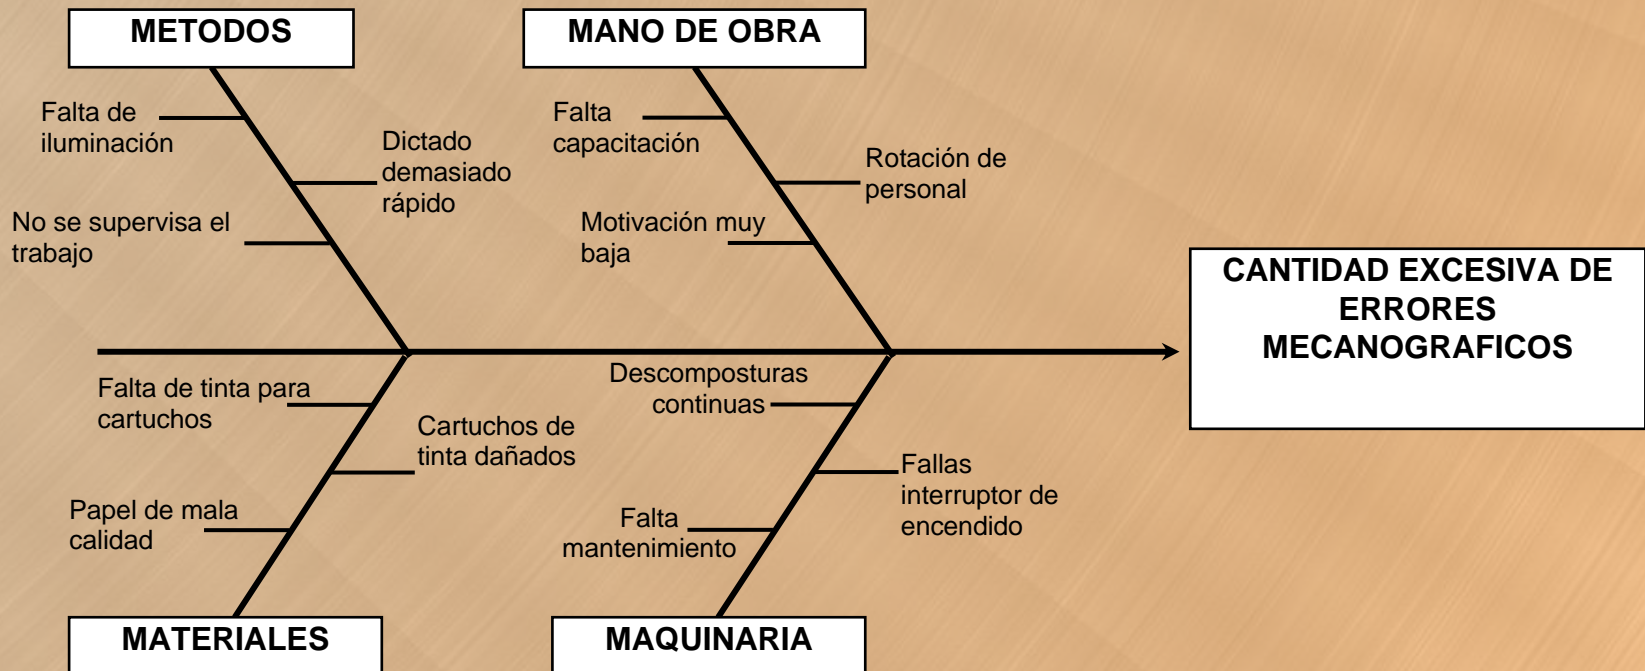 METODOS
MANO DE OBRA
Falta de
iluminación
Dictado
demasiado
rápido
No se supervisa el
trabajo
Falta
capacitación
Rotación de
personal
Motivación muy
baja
CANTIDAD EXCESIVA DE
ERRORES
MECANOGRAFICOS
Falta de tinta para
cartuchos
Cartuchos de
tinta dañados
Papel de mala
calidad
Descomposturas
continuas
Fallas
interruptor de
encendido
Falta
mantenimiento
MATERIALES
MAQUINARIA